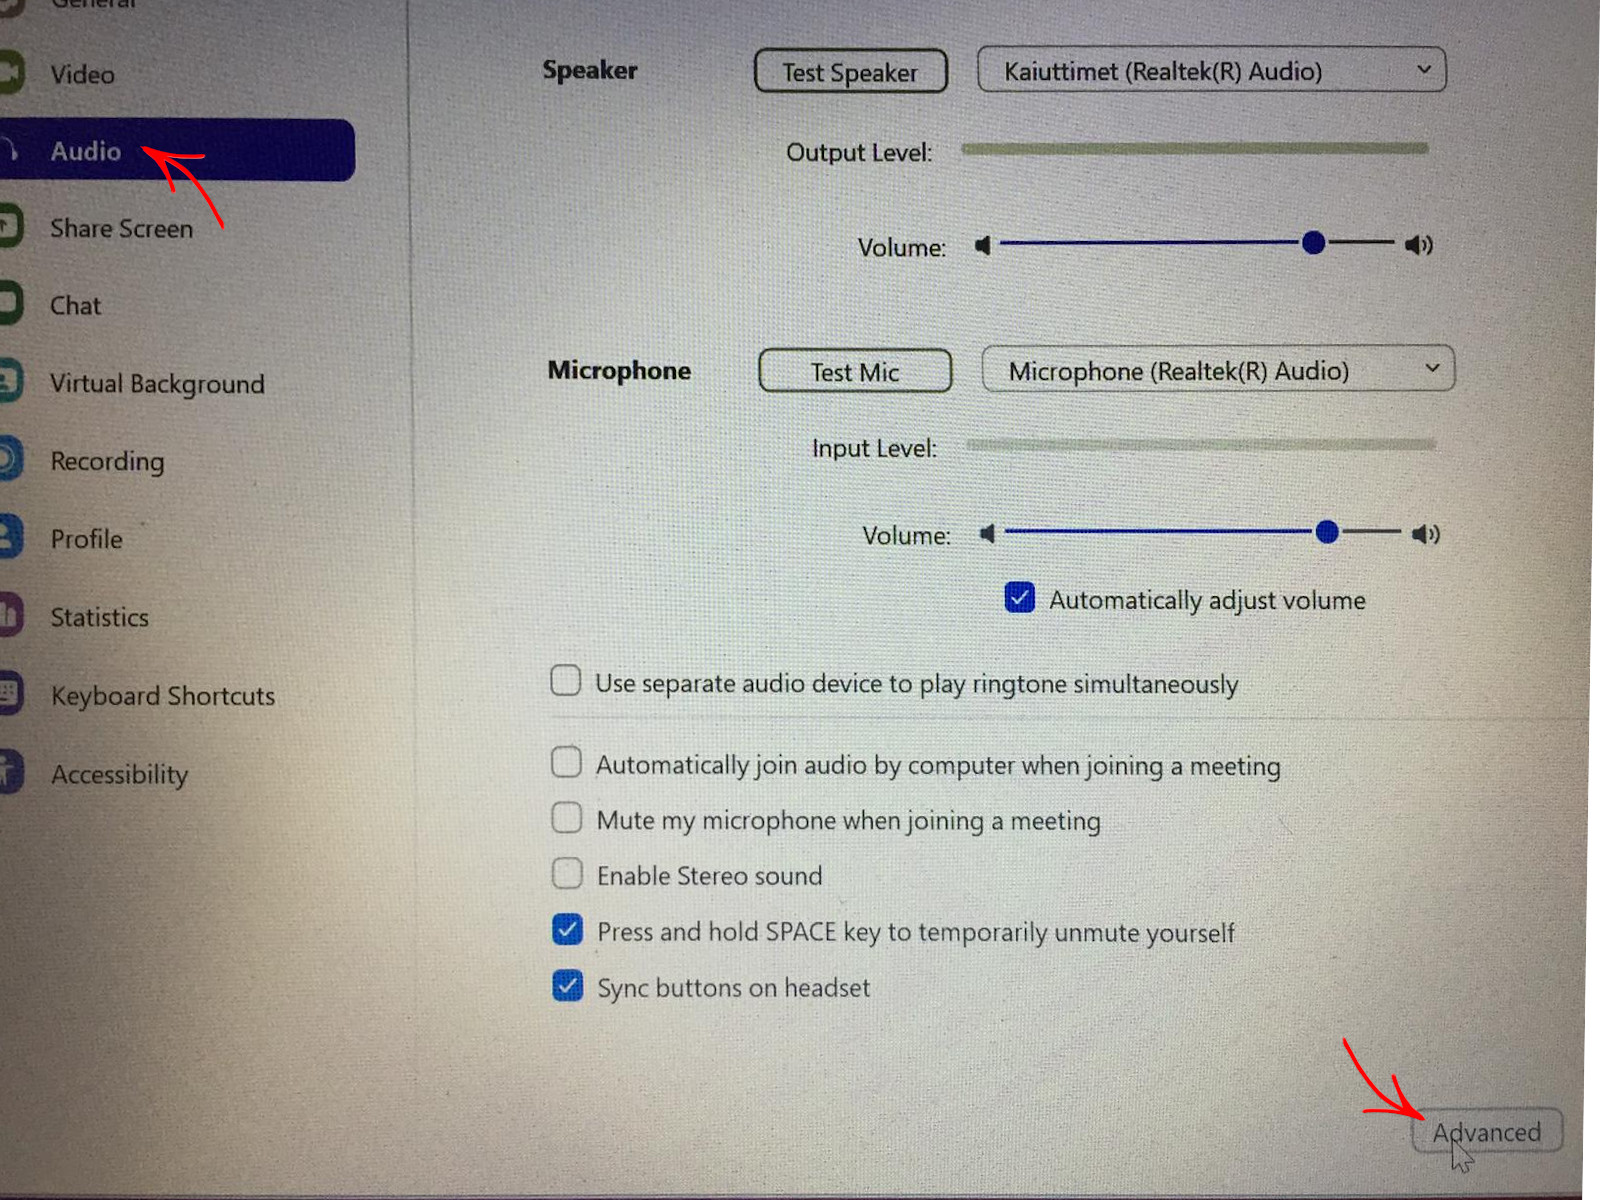 General
Video
Audio
Share Screen
Chat
Virtual Background
Recording
Profile
Statistics
Keyboard Shortcuts
Accessibility
Speaker
Test Speaker
Kaiuttimet (Realtek(R) Audio)
Output Level:
Volume:
Microphone
Test Mic
Microphone (Realtek(R) Audio)
Input Level:
Volume:
Automatically adjust volume
Use separate audio device to play ringtone simultaneously
Automatically join audio by computer when joining a meeting
Mute my microphone when joining a meeting
Enable Stereo sound
Press and hold SPACE key to temporarily unmute yourself
Sync buttons on headset
Advanced